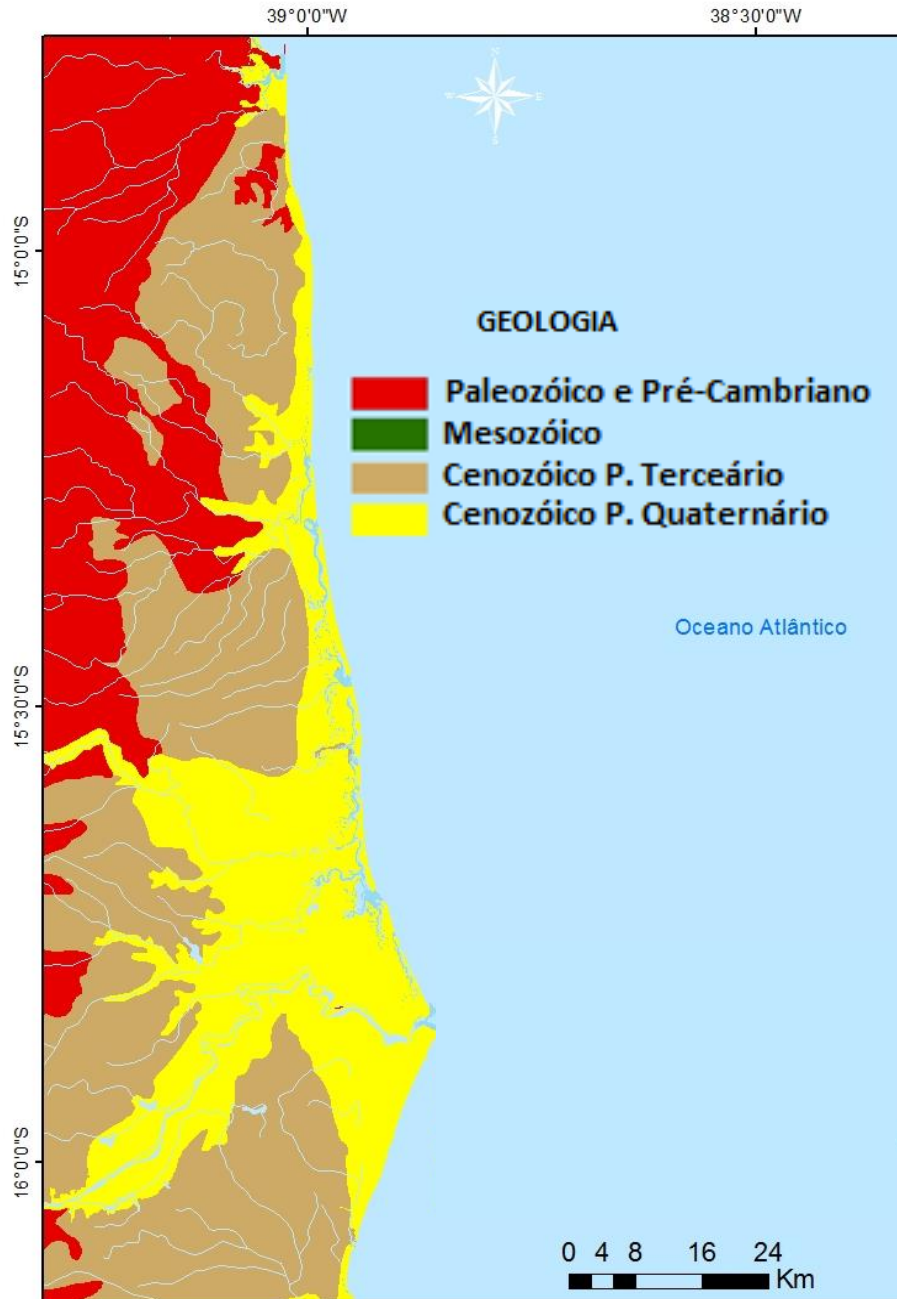 39°0'0"W
38°30'0"W
15°0'0"S
GEOLOGIA
Paleozóico e Pré-Cambriano
Mesozóico
Cenozóico P. Terceário
Cenozóico P. Quaternário
Oceano Atlântico
15°30'0"S
16°0'0"S
0 4 8 16 24
Km